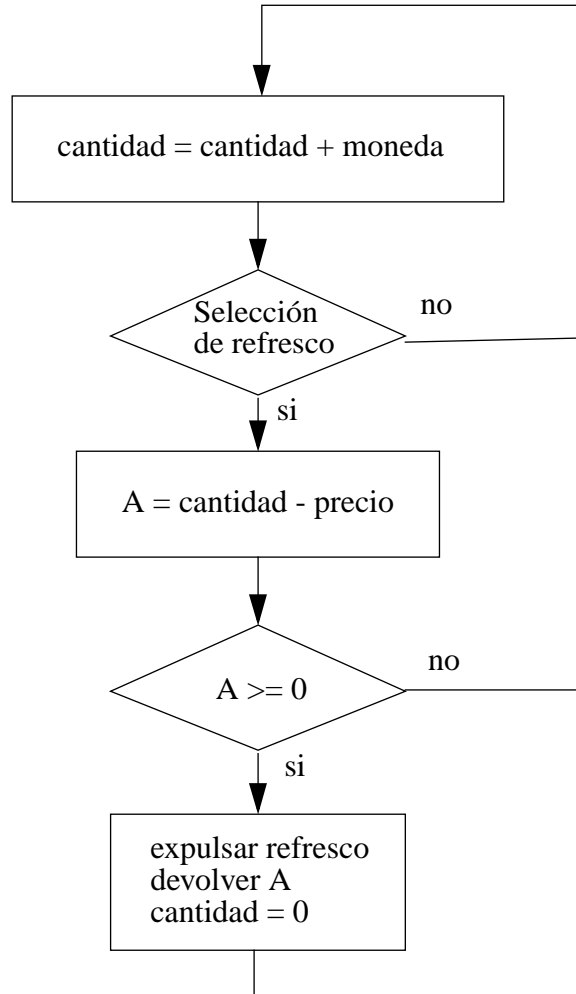 cantidad = cantidad + moneda
Selección
de refresco
no
si
A = cantidad - precio
A >= 0
no
si
expulsar refresco
devolver A
cantidad = 0